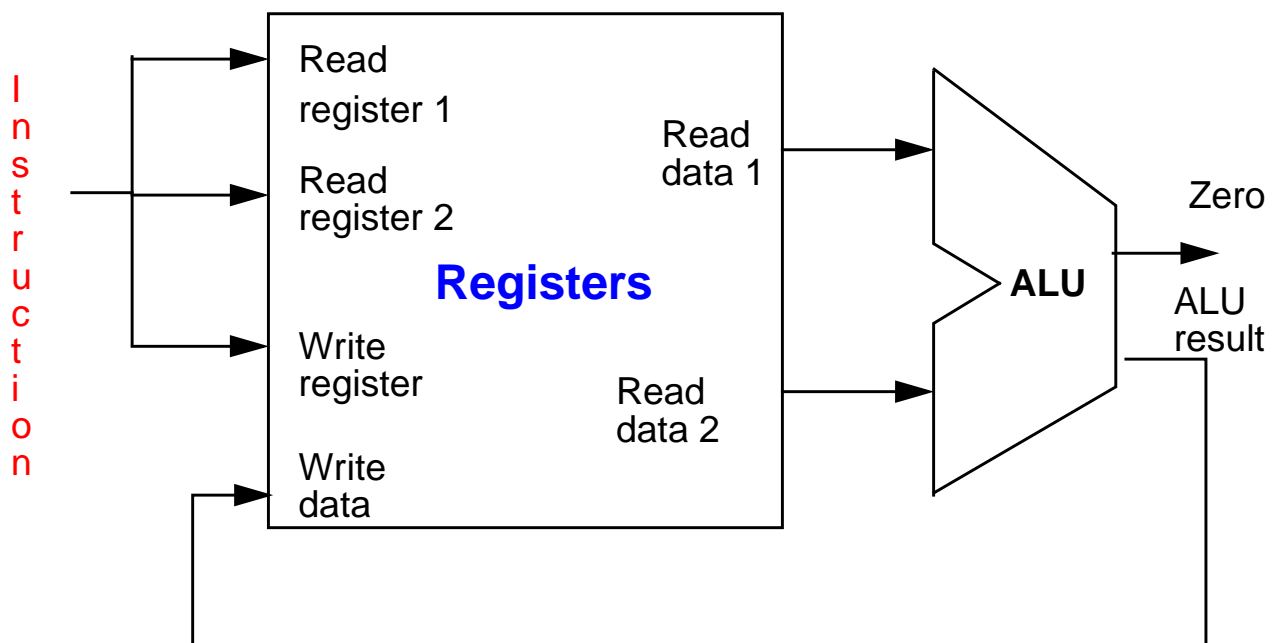 Instruction
Read
register 1
Read
register 2
Write
register
Write
data
Registers
Read
data 1
Read
data 2
ALU
Zero
ALU
result